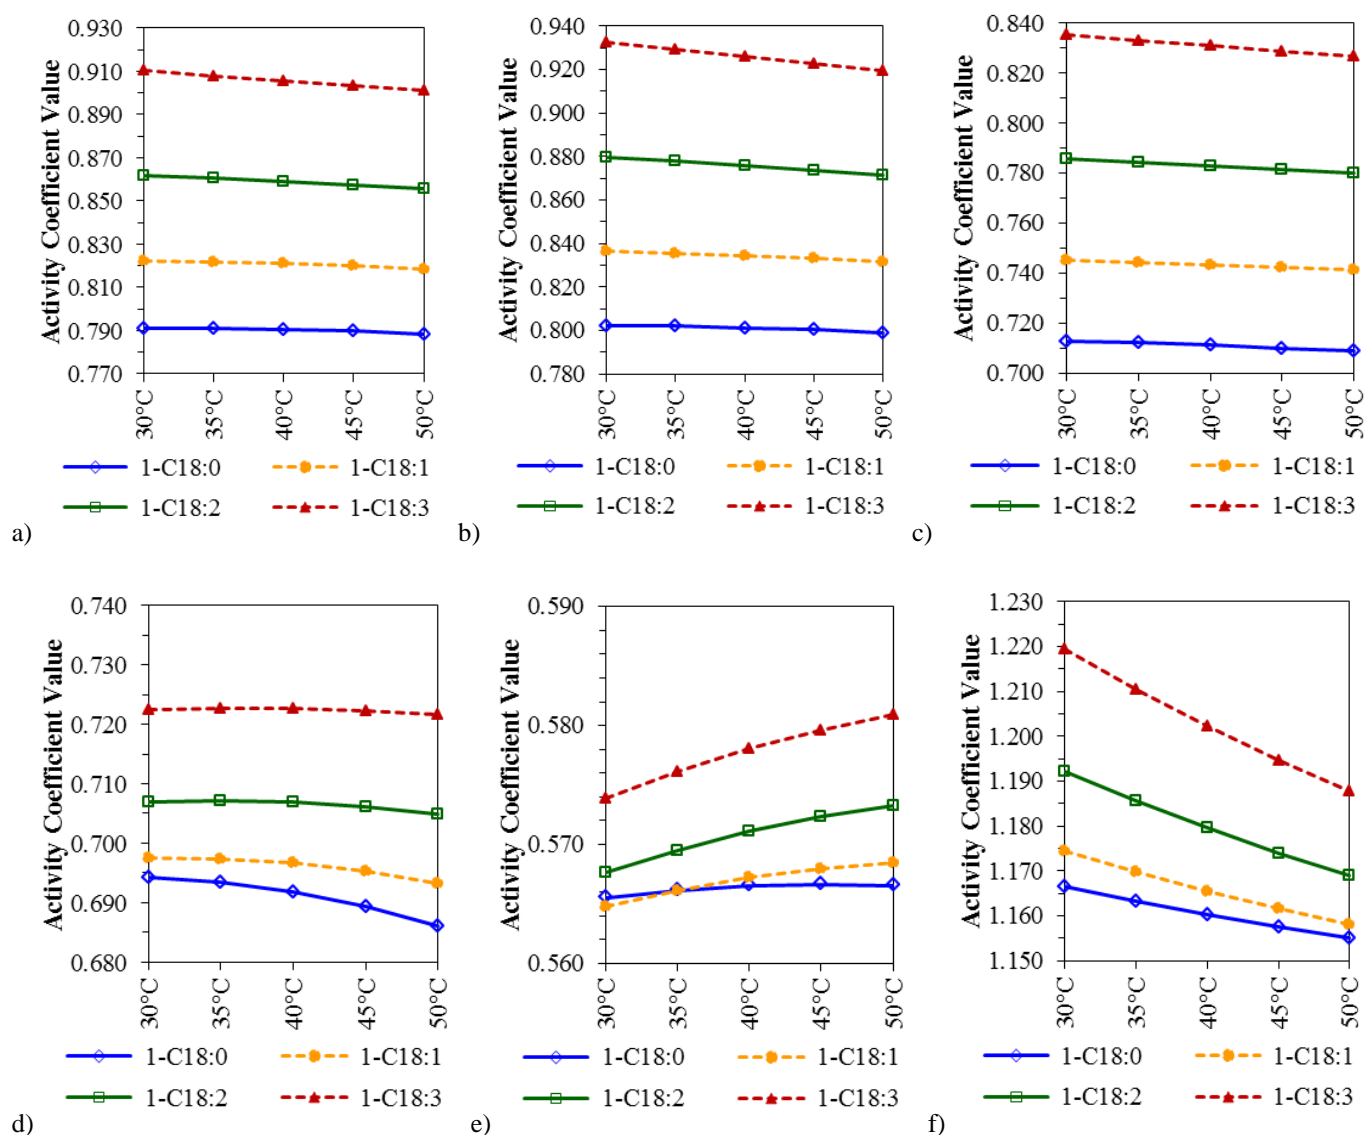 Activity Coefficient Value
0.930
0.910
0.890
0.870
0.850
0.830
0.810
0.790
0.770
30°C
35°C
40°C
45°C
50°C
1-C18:0
1-C18:1
1-C18:2
1-C18:3
a)
Activity Coefficient Value
0.940
0.920
0.900
0.880
0.860
0.840
0.820
0.800
0.780
30°C
35°C
40°C
45°C
50°C
1-C18:0
1-C18:1
1-C18:2
1-C18:3
b)
Activity Coefficient Value
0.840
0.820
0.800
0.780
0.760
0.740
0.720
0.700
30°C
35°C
40°C
45°C
50°C
1-C18:0
1-C18:1
1-C18:2
1-C18:3
c)
Activity Coefficient Value
0.740
0.730
0.720
0.710
0.700
0.690
0.680
30°C
35°C
40°C
45°C
50°C
1-C18:0
1-C18:1
1-C18:2
1-C18:3
d)
Activity Coefficient Value
0.590
0.580
0.570
0.560
30°C
35°C
40°C
45°C
50°C
1-C18:0
1-C18:1
1-C18:2
1-C18:3
e)
Activity Coefficient Value
1.230
1.220
1.210
1.200
1.190
1.180
1.170
1.160
1.150
30°C
35°C
40°C
45°C
50°C
1-C18:0
1-C18:1
1-C18:2
1-C18:3
f)